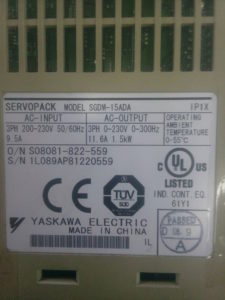 SERVOPACK MODEL SGDM-15ADA IP1X
AC-INPUT AC-OUTPUT OPERATING
3PH 200-230V 50/60Hz 3PH 0-230V 0-300Hz AMBIENT
9.5A 11.6A 1.5kW TEMPERATURE
0-55℃
O/N S08081-822-559
S/N 1L089AP81220559
C UL US
LISTED
CE TÜV
IND. CONT. EQ.
61Y1
YASKAWA ELECTRIC PASSED
MADE IN CHINA
1L A